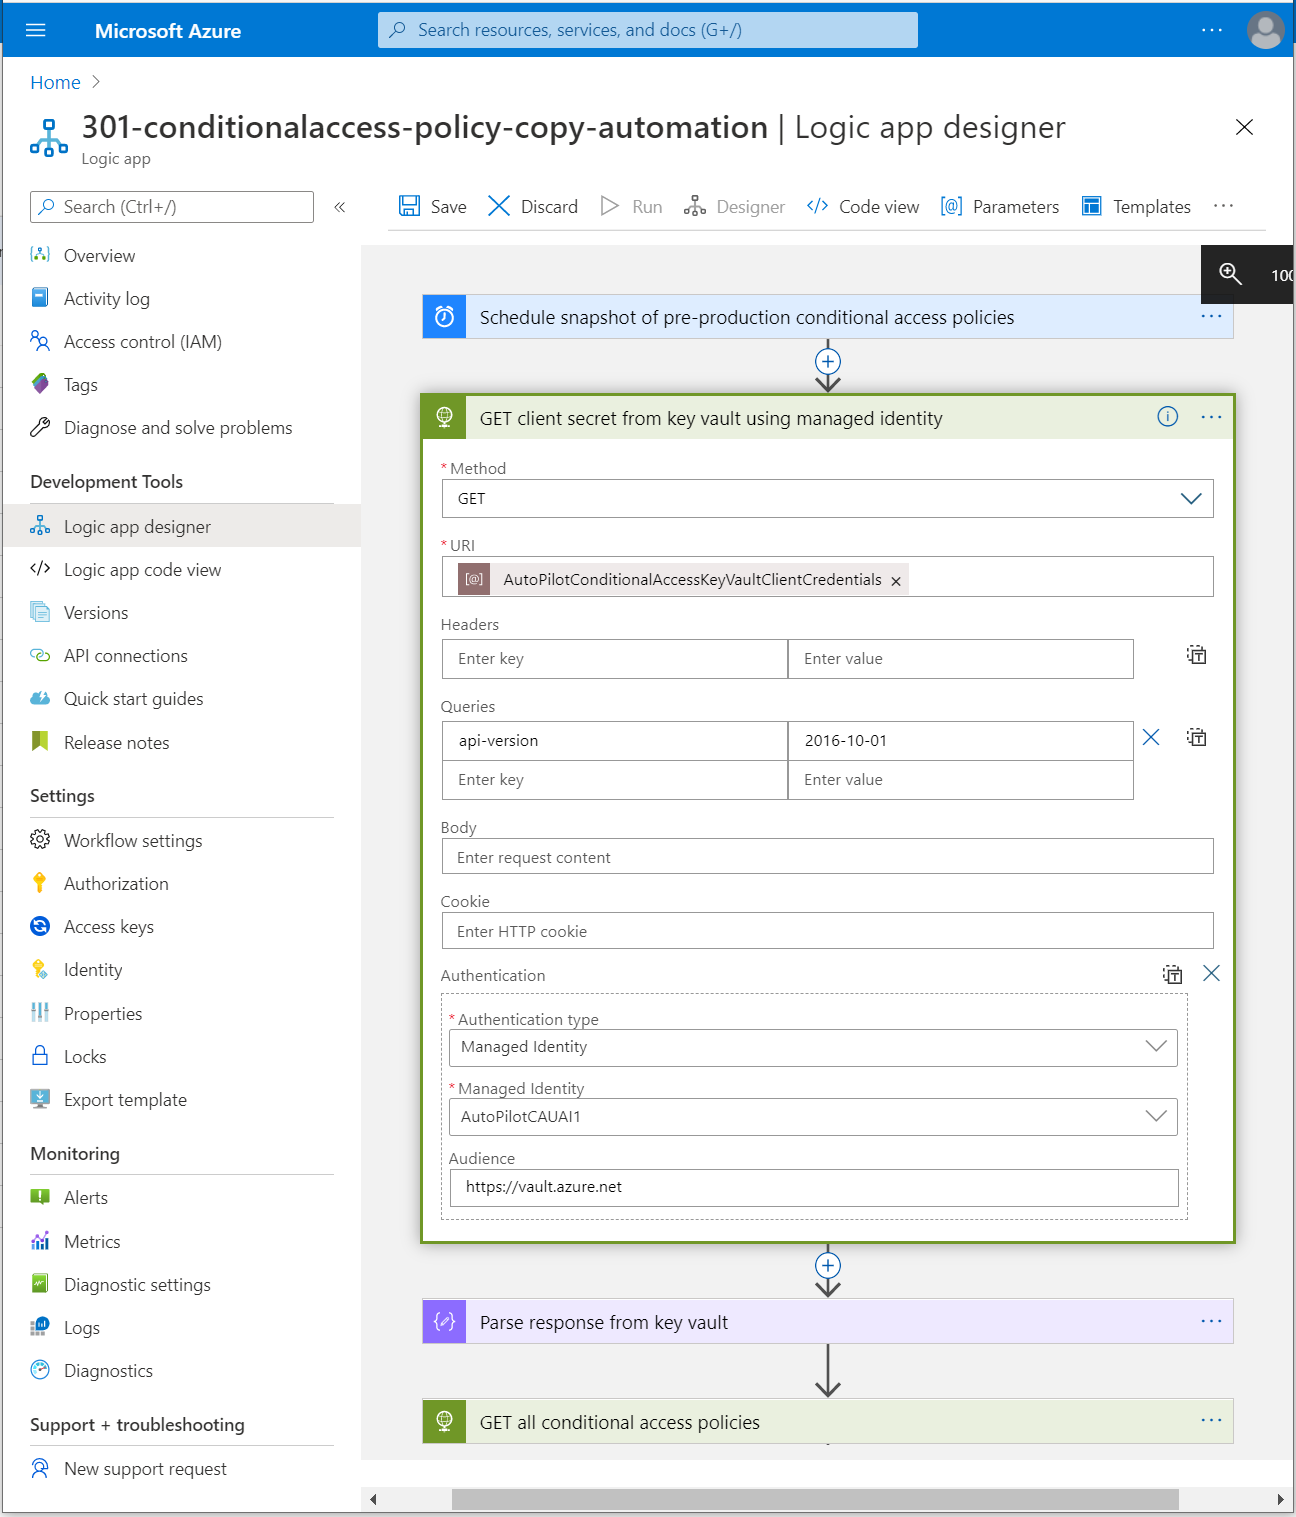 Microsoft Azure
Search resources, services, and docs (G+/)
Home
301-conditionalaccess-policy-copy-automation | Logic app designer
Logic app
Search (Ctrl+/)
«
Save
Discard
Run
Designer
Code view
Parameters
Templates
Overview
Activity log
Access control (IAM)
Tags
Diagnose and solve problems
Development Tools
Logic app designer
Logic app code view
Versions
API connections
Quick start guides
Release notes
Settings
Workflow settings
Authorization
Access keys
Identity
Properties
Locks
Export template
Monitoring
Alerts
Metrics
Diagnostic settings
Logs
Diagnostics
Support + troubleshooting
New support request
100
Schedule snapshot of pre-production conditional access policies
GET client secret from key vault using managed identity
* Method
GET
* URI
AutoPilotConditionalAccessKeyVaultClientCredentials ×
Headers
Enter key
Enter value
Queries
api-version
2016-10-01
Enter key
Enter value
Body
Enter request content
Cookie
Enter HTTP cookie
Authentication
* Authentication type
Managed Identity
* Managed Identity
AutoPilotCAUAI1
Audience
https://vault.azure.net
Parse response from key vault
GET all conditional access policies